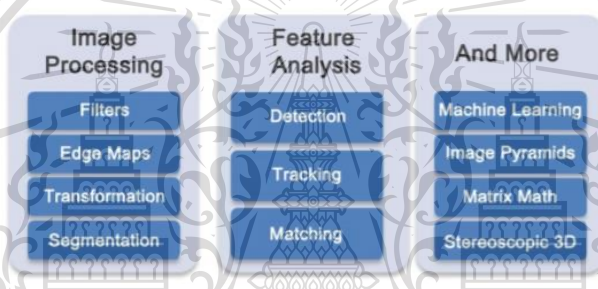 Image
Processing
Filters
Edge Maps
Transformation
Segmentation
Feature
Analysis
Detection
Tracking
Matching
And More
Machine Learning
Image Pyramids
Matrix Math
Stereoscopic 3D